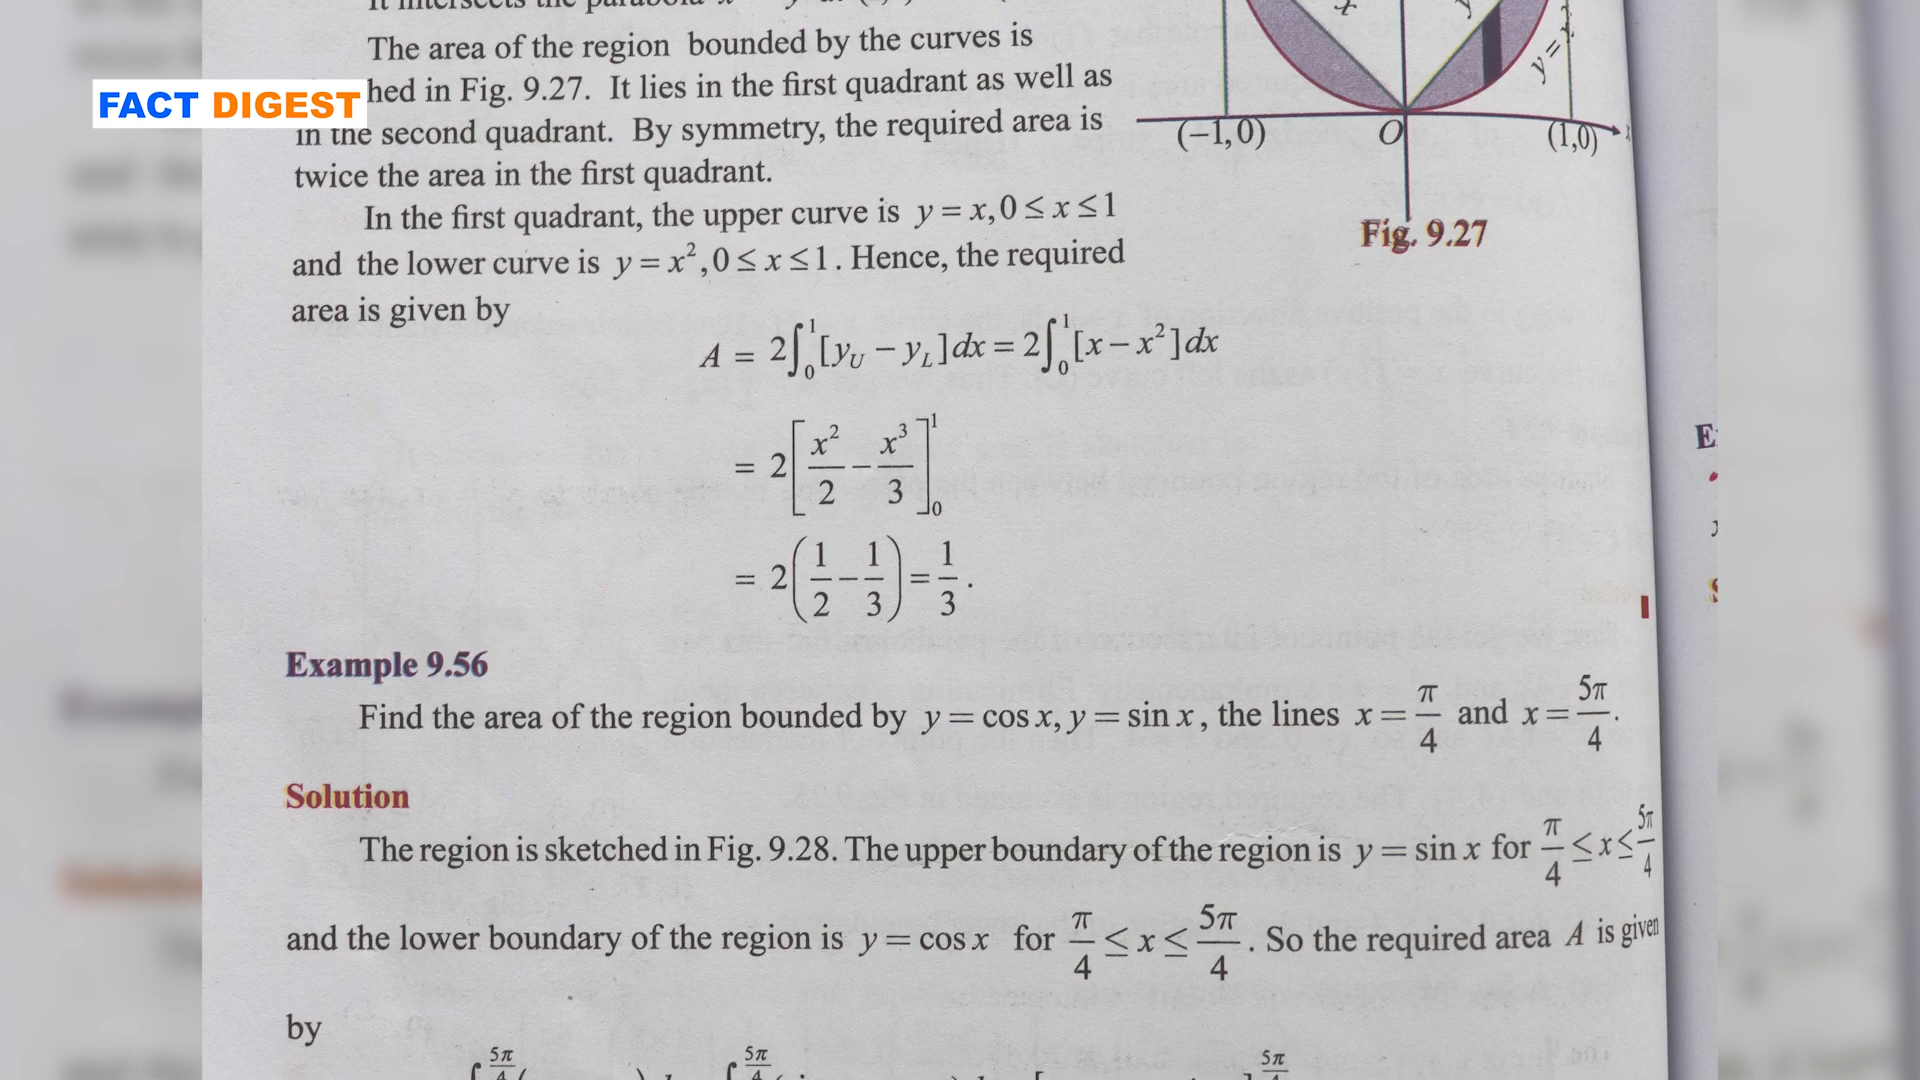 The area of the region bounded by the curves is
FACT DIGEST
hed in Fig. 9.27. It lies in the first quadrant as well as
in the second quadrant. By symmetry, the required area is
twice the area in the first quadrant.
(−1,0) O (1,0)
y = x
Fig. 9.27
In the first quadrant, the upper curve is y = x, 0 ≤ x ≤ 1
and the lower curve is y = x², 0 ≤ x ≤ 1. Hence, the required
area is given by
A = 2∫₀¹[y_U − y_L]dx = 2∫₀¹[x − x²]dx
= 2[x²/2 − x³/3]₀¹
= 2(1/2 − 1/3) = 1/3.
Example 9.56
Find the area of the region bounded by y = cos x, y = sin x, the lines x = π/4 and x = 5π/4.
Solution
The region is sketched in Fig. 9.28. The upper boundary of the region is y = sin x for π/4 ≤ x ≤ 5π/4
and the lower boundary of the region is y = cos x for π/4 ≤ x ≤ 5π/4. So the required area A is given
by